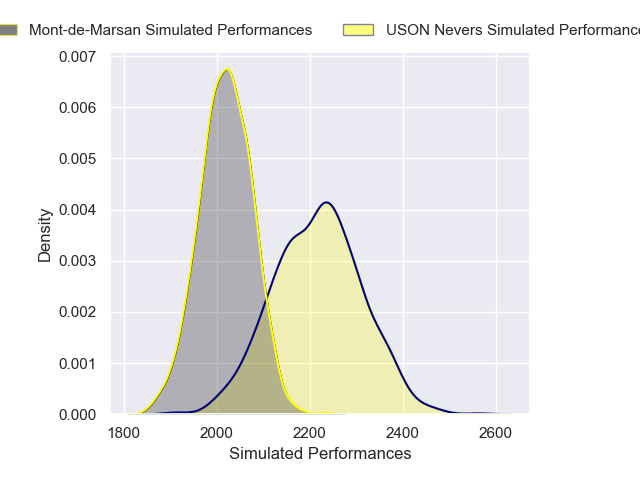 Mont-de-Marsan Simulated Performances USON Nevers Simulated Performance
0.007
0.006
0.005
0.004
0.003
0.002
0.001
0.000
Density
1800 2000 2200 2400 2600
Simulated Performances